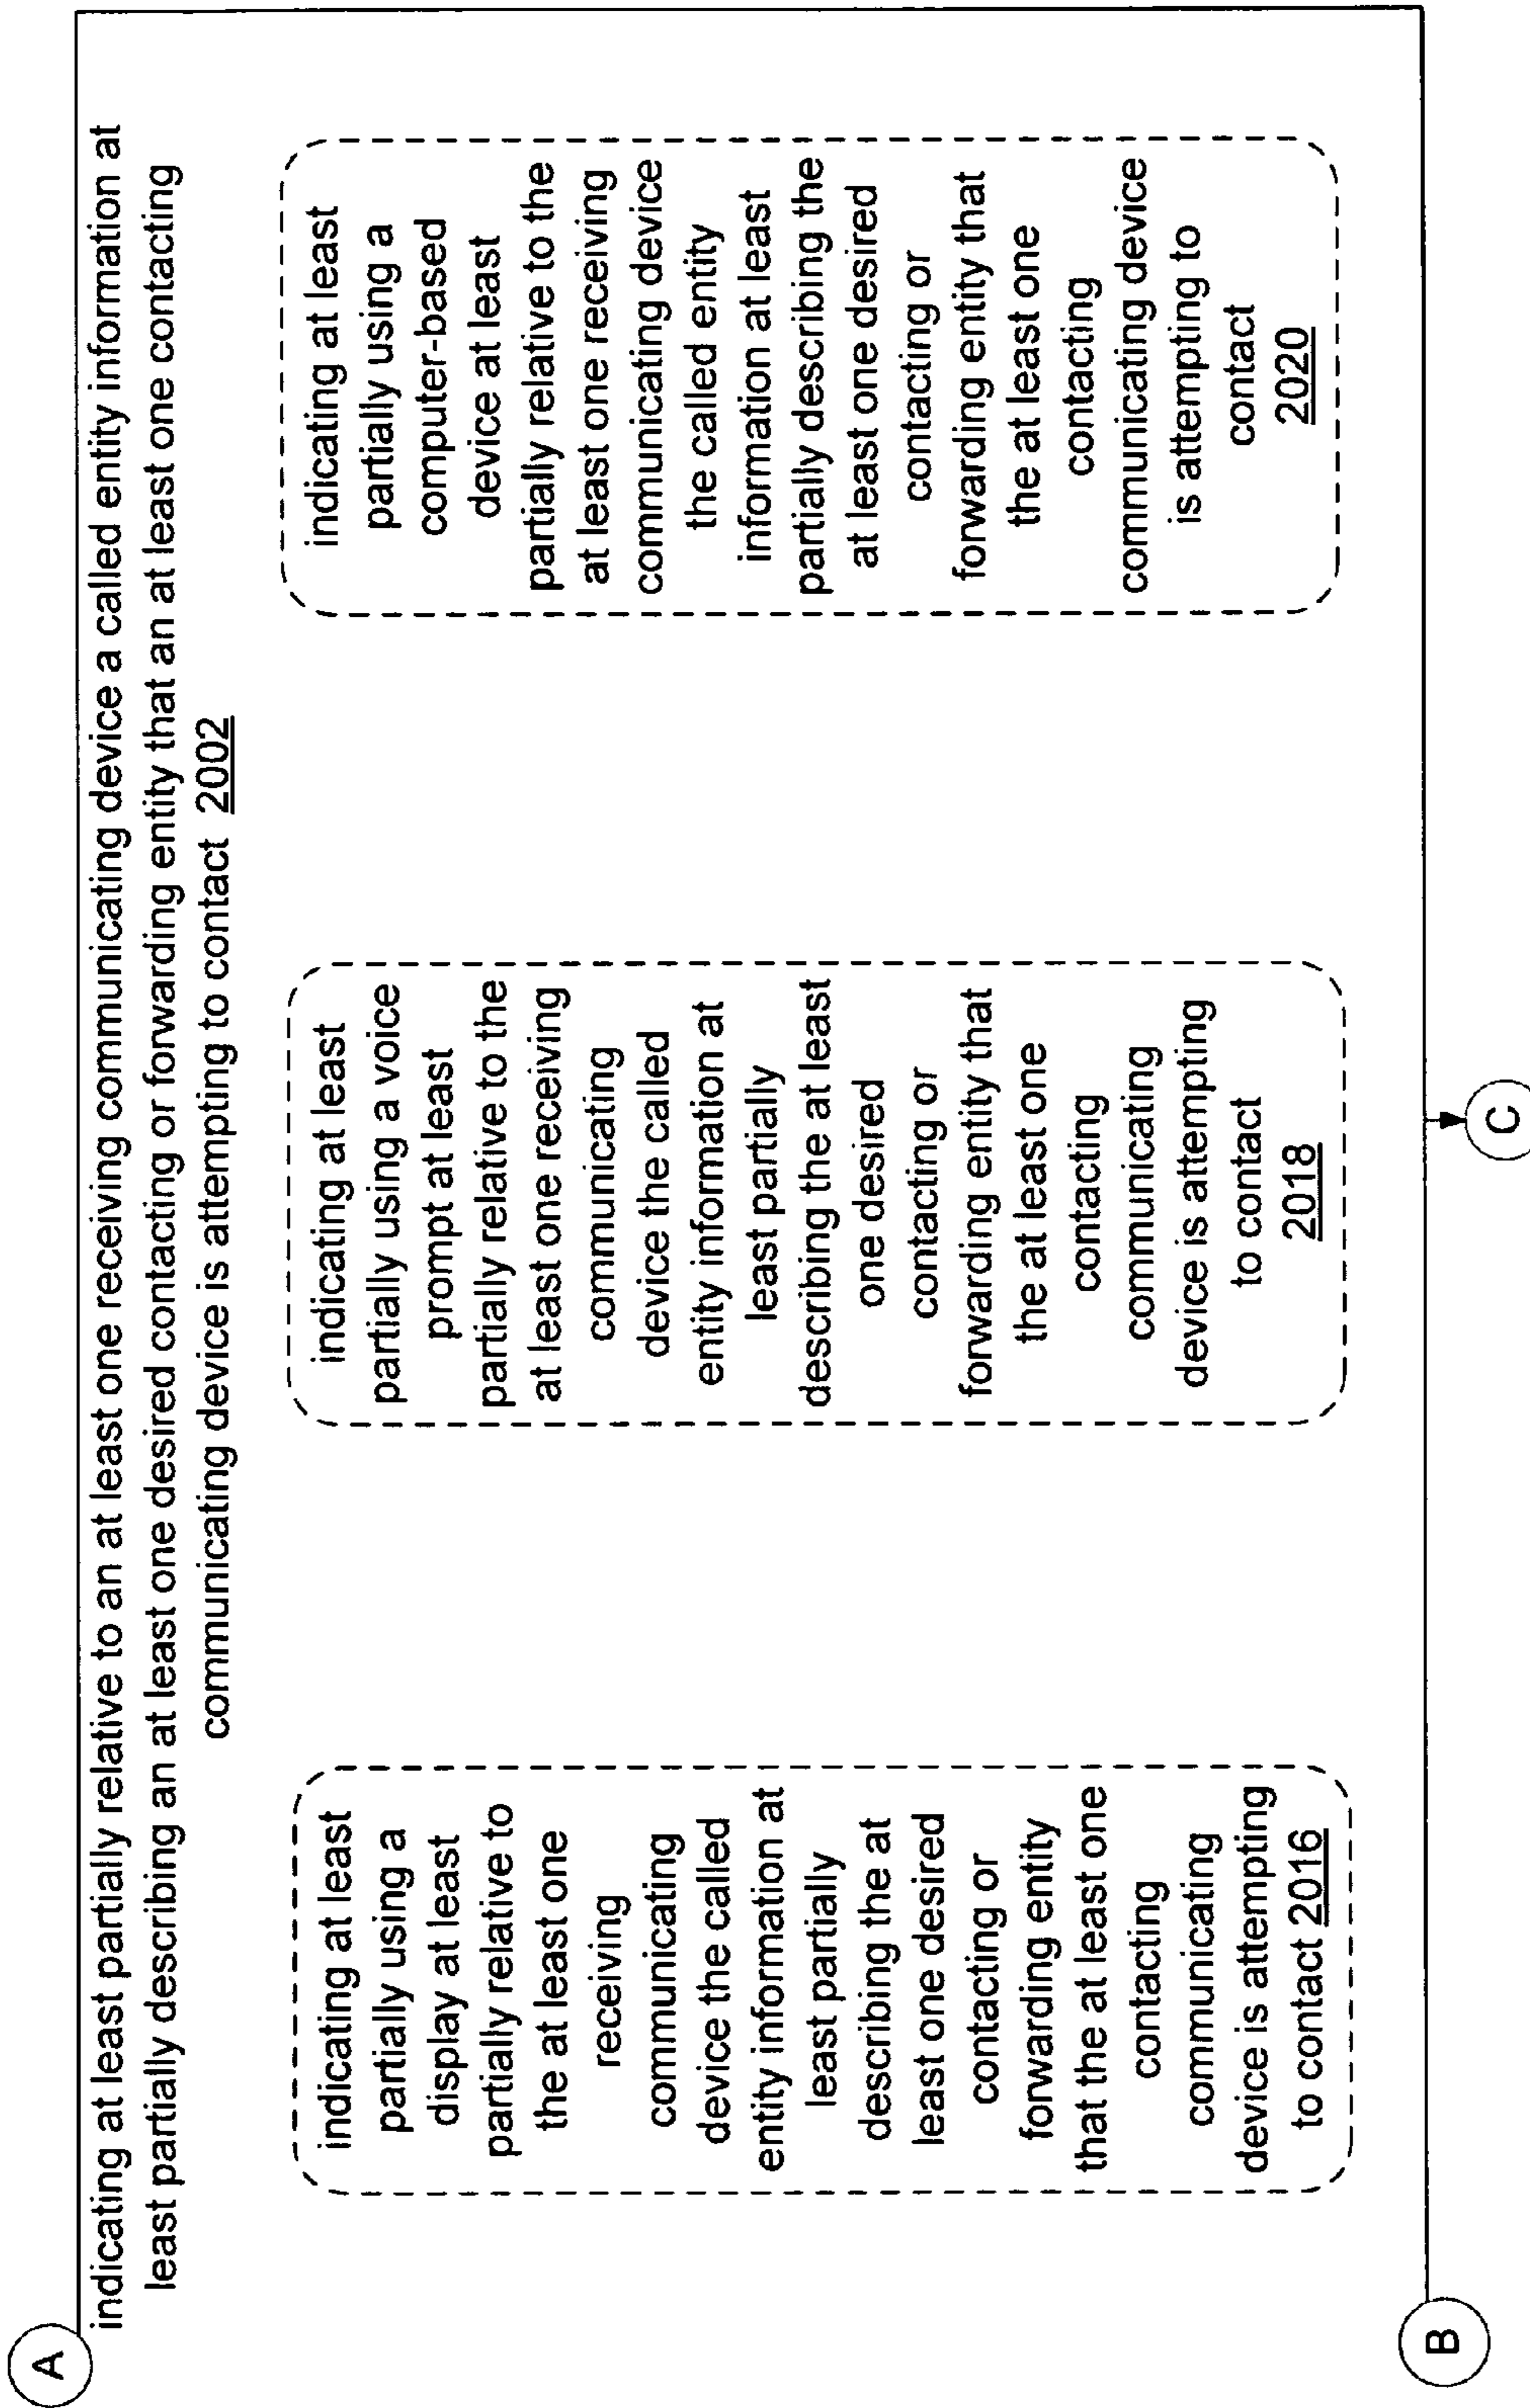 A
indicating at least partially relative to an at least one receiving communicating device a called entity information at
least partially describing an at least one desired contacting or forwarding entity that an at least one contacting
communicating device is attempting to contact 2002
indicating at least
partially using a
display at least
partially relative to
the at least one
receiving
communicating
device the called
entity information at
least partially
describing the at
least one desired
contacting or
forwarding entity
that the at least one
contacting
communicating
device is attempting
to contact 2016
indicating at least
partially using a voice
prompt at least
partially relative to the
at least one receiving
communicating
device the called
entity information at
least partially
describing the at least
one desired
contacting or
forwarding entity that
the at least one
contacting
communicating
device is attempting
to contact
2018
indicating at least
partially using a
computer-based
device at least
partially relative to the
at least one receiving
communicating device
the called entity
information at least
partially describing the
at least one desired
contacting or
forwarding entity that
the at least one
contacting
communicating device
is attempting to
contact
2020
B
C